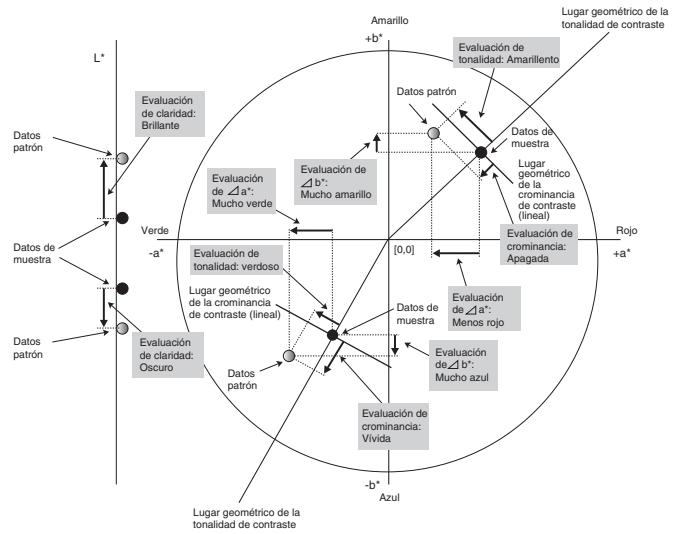 Lugar geométrico de la
tonalidad de contraste
Amarillo
+b*
L*
Evaluación de
tonalidad: Amarillento
Evaluación
de claridad:
Brillante
Datos patrón
Datos
patrón
Datos de
muestra
Evaluación de
⊿ b*:
Mucho amarillo
Lugar
geométrico
de la
crominancia
de contraste
(lineal)
Evaluación
de ⊿ a*:
Mucho verde
Verde
-a*
Rojo
+a*
[0,0]
Evaluación de
crominancia:
Apagada
Datos de
muestra
Evaluación de
tonalidad: verdoso
Lugar geométrico
de la crominancia
de contraste (lineal)
Evaluación
de ⊿ a*:
Menos rojo
Datos de
muestra
Datos
patrón
Evaluación
de claridad:
Oscuro
Evaluación
de ⊿ b*:
Mucho azul
Datos
patrón
Evaluación de
crominancia:
Vívida
-b*
Azul
Lugar geométrico de la
tonalidad de contraste